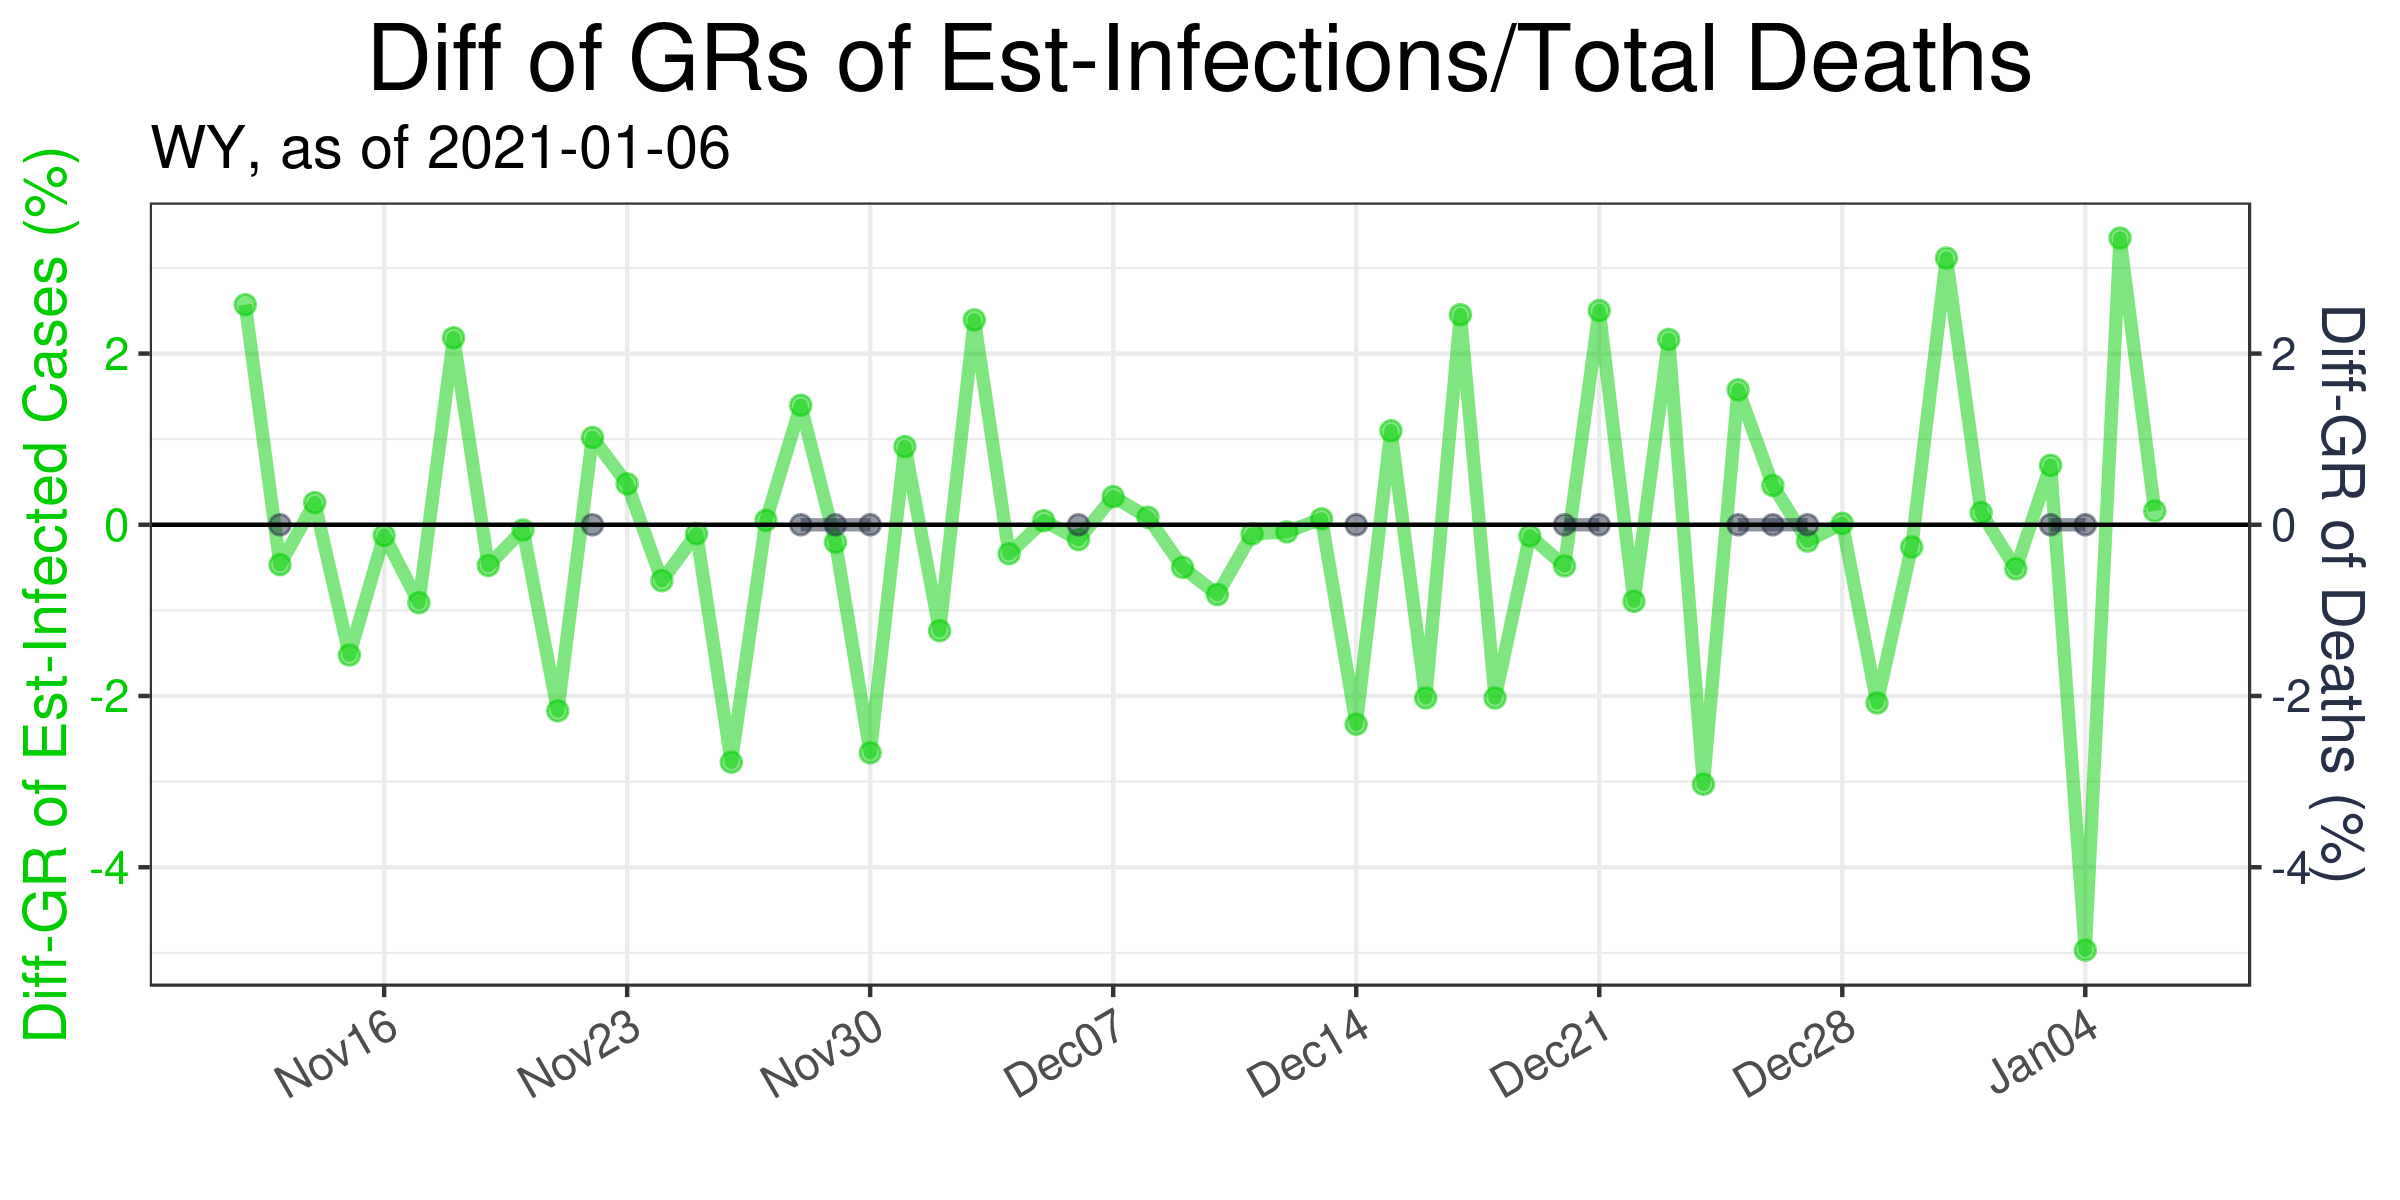 Diff of GRs of Est-Infections/Total Deaths
WY, as of 2021-01-06
Diff-GR of Est-Infected Cases (%)
2
0
-2
-4
2
0
-2
-4
Diff-GR of Deaths (%)
Nov16
Nov23
Nov30
Dec07
Dec14
Dec21
Dec28
Jan04